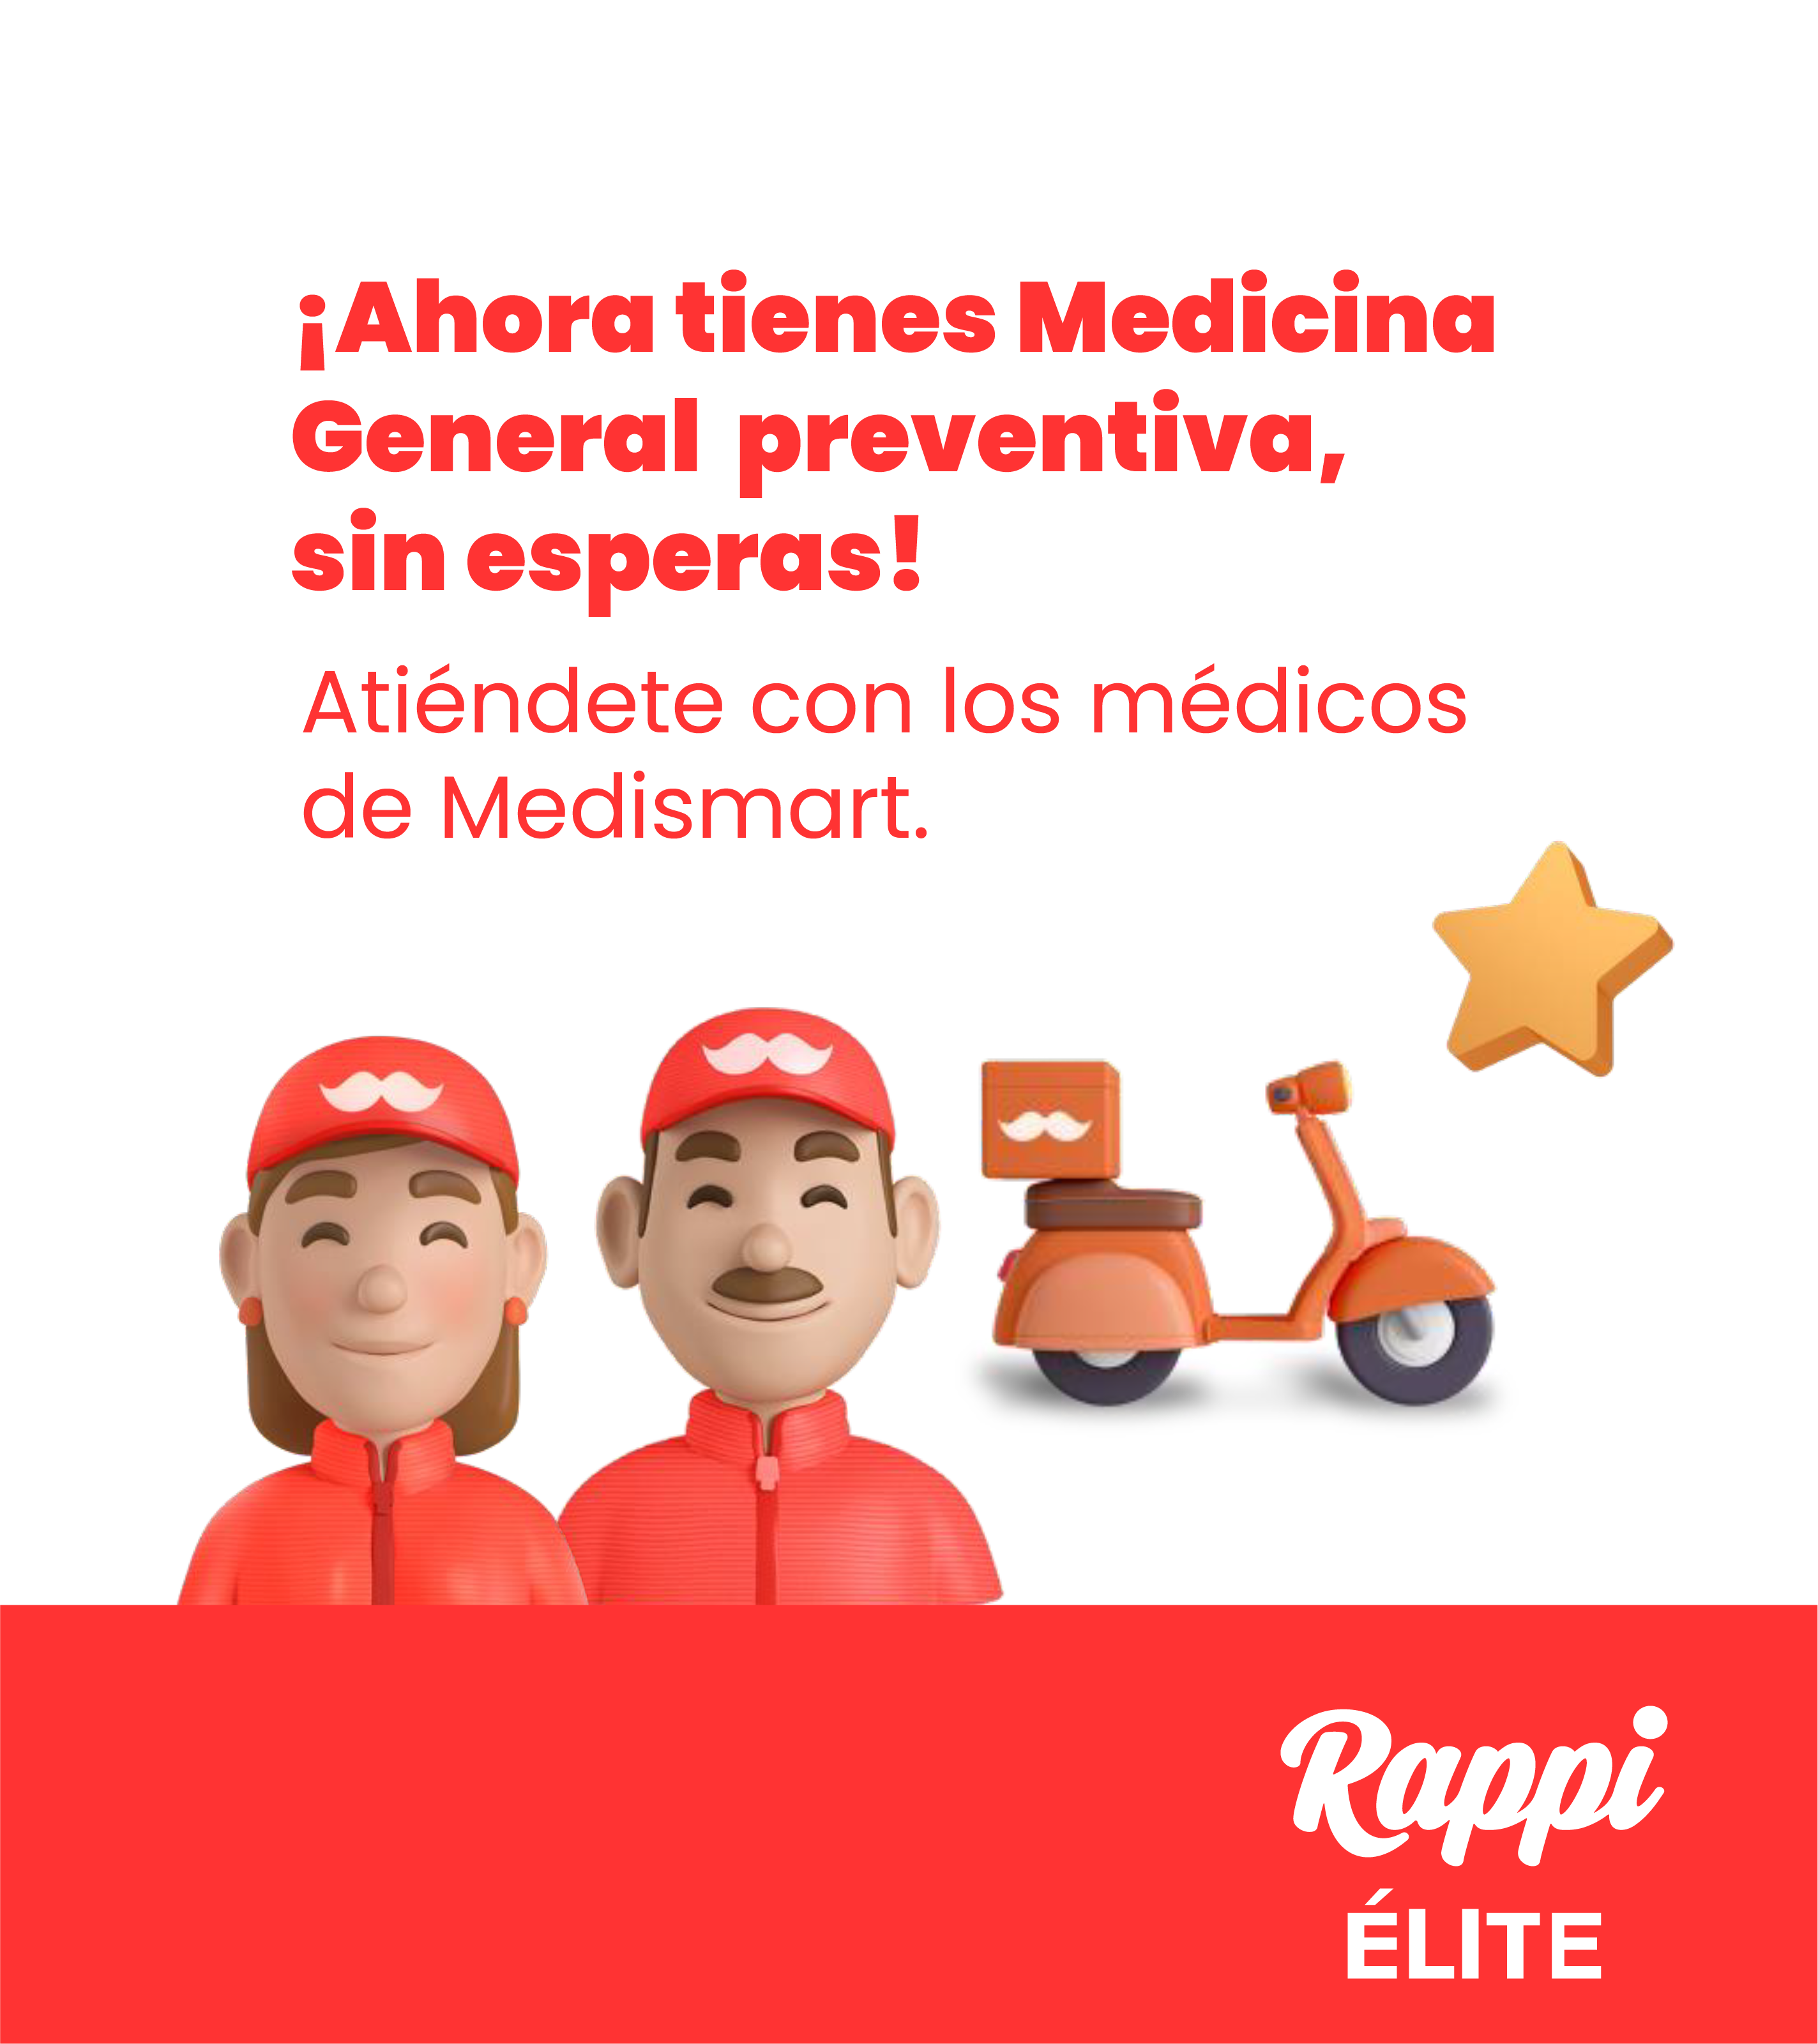 ¡Ahora tienes Medicina
General preventiva,
sin esperas!
Atiéndete con los médicos
de Medismart.
Rappi
ÉLITE